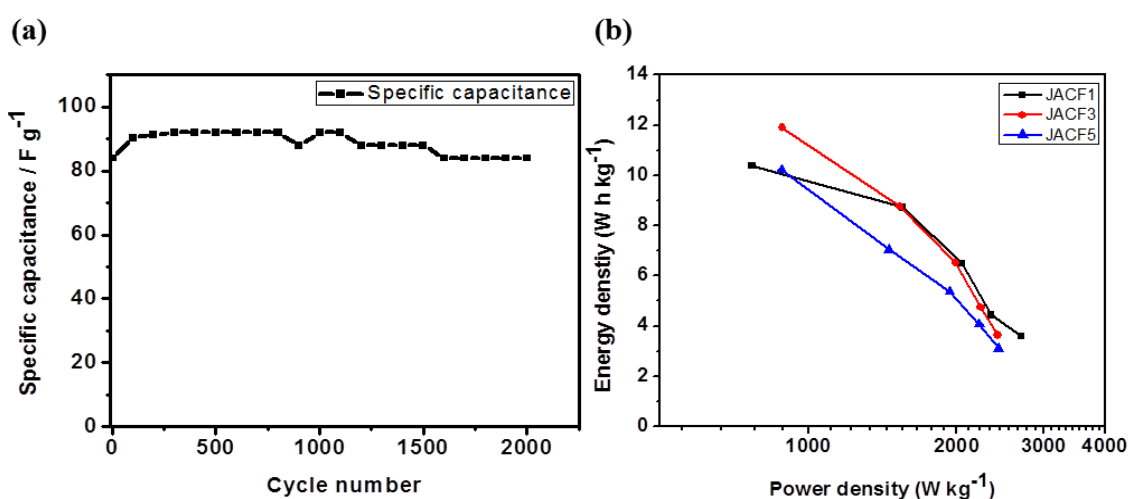 (a)
Specific capacitance
100
80
60
40
20
0
0 500 1000 1500 2000
Cycle number
Specific capacitance / F g-1
(b)
JACF1
JACF3
JACF5
14
12
10
8
6
4
2
0
1000 2000 3000 4000
Power density (W kg-1)
Energy denstiy (W h kg-1)